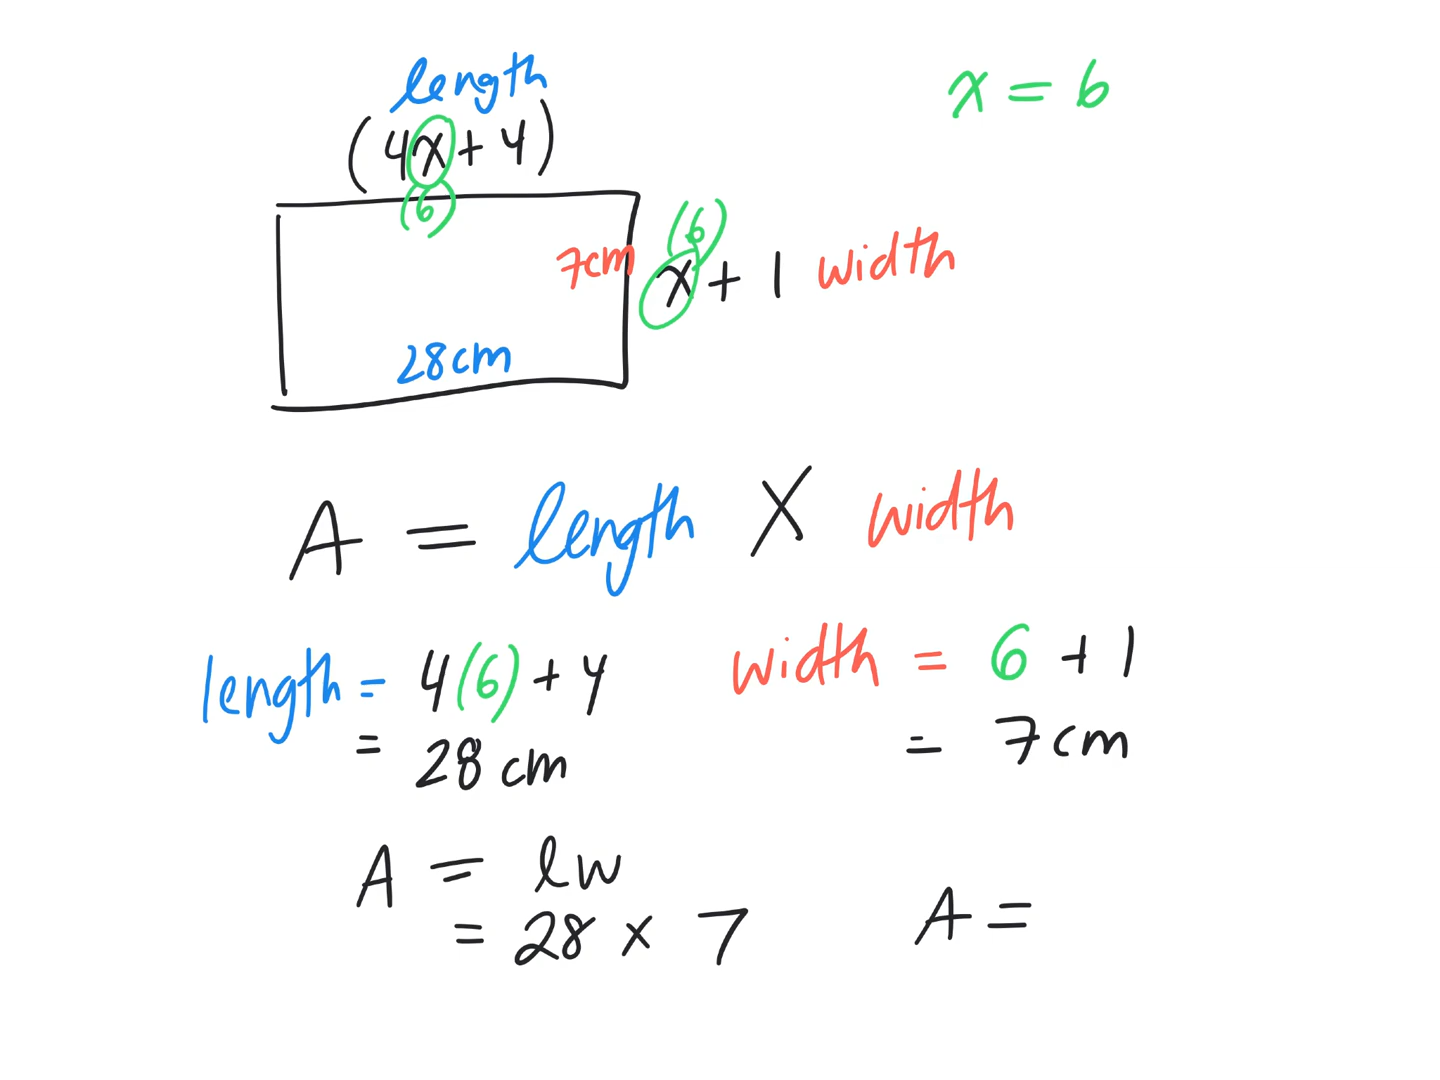 length
x = 6
(4x + 4)
(6)
(6)
7cm
x + 1 width
28cm
A = length X width
length = 4(6) + 4
= 28 cm
width = 6 + 1
= 7cm
A = lw
= 28 x 7
A =